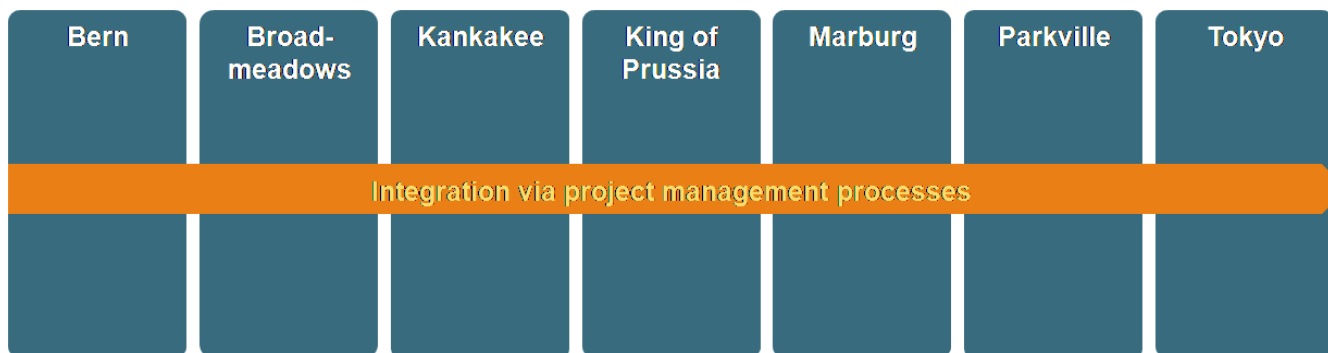 Bern
Broad-
meadows
Kankakee
King of
Prussia
Marburg
Parkville
Tokyo
Integration via project management processes